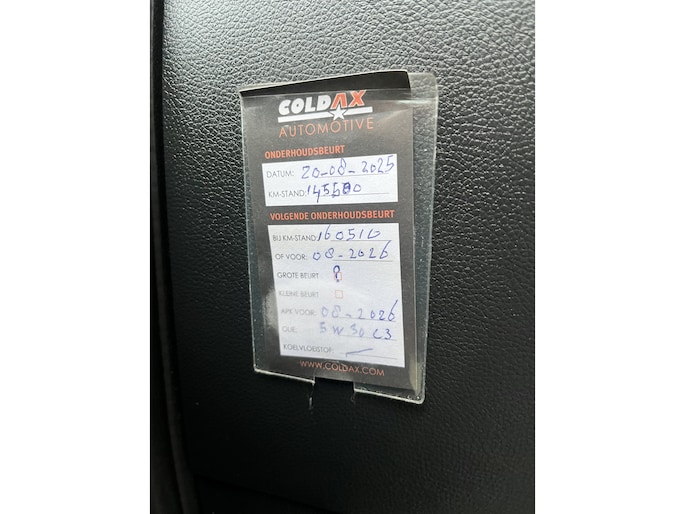 COLDAX
AUTOMOTIVE
ONDERHOUDSBEURT
DATUM: 20-08-2025
KM-STAND:
VOLGENDE ONDERHOUDSBEURT
BIJ KM-STAND: 160510
OF VOOR: 08-2026
GROTE BEURT
KLEINE BEURT
APK VOOR: 08-2026
OLIE: 5W30 C3
KOELVLOEISTOF —
WWW.COLDAX.COM